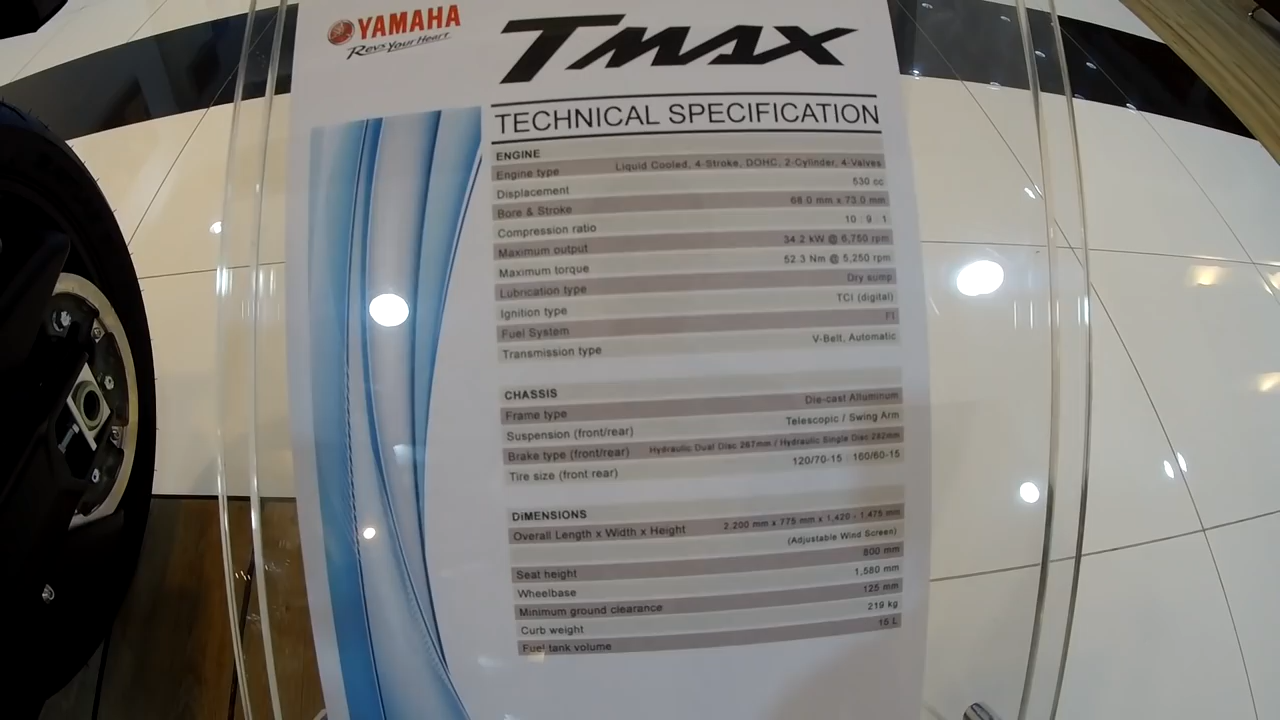 YAMAHA
Revs Your Heart
TMAX
TECHNICAL SPECIFICATION
ENGINE
Engine type Liquid Cooled, 4-Stroke, DOHC, 2-Cylinder, 4-Valves
Displacement 530 cc
Bore & Stroke 68.0 mm x 73.0 mm
Compression ratio 10 : 9 : 1
Maximum output 34.2 kW @ 6,750 rpm
Maximum torque 52.3 Nm @ 5,250 rpm
Lubrication type Dry sump
Ignition type TCI (digital)
Fuel System FI
Transmission type V-Belt, Automatic
CHASSIS
Frame type Die-cast Alluminum
Suspension (front/rear) Telescopic / Swing Arm
Brake type (front/rear) Hydraulic Dual Disc 267mm / Hydraulic Single Disc 282mm
Tire size (front rear) 120/70-15 160/60-15
DiMENSIONS
Overall Length x Width x Height 2.200 mm x 775 mm x 1,420 - 1.475 mm
(Adjustable Wind Screen)
Seat height 800 mm
Wheelbase 1,580 mm
Minimum ground clearance 125 mm
Curb weight 219 kg
Fuel tank volume 15 L